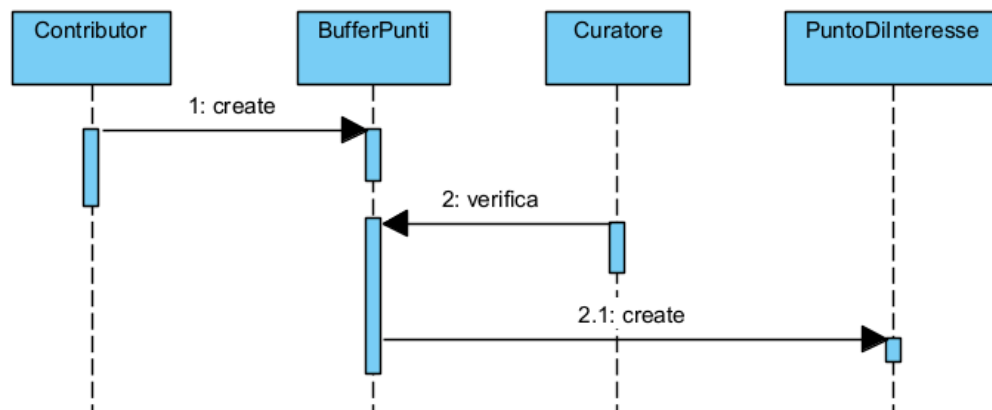 Contributor
BufferPunti
Curatore
PuntoDiInteresse
1: create
2: verifica
2.1: create